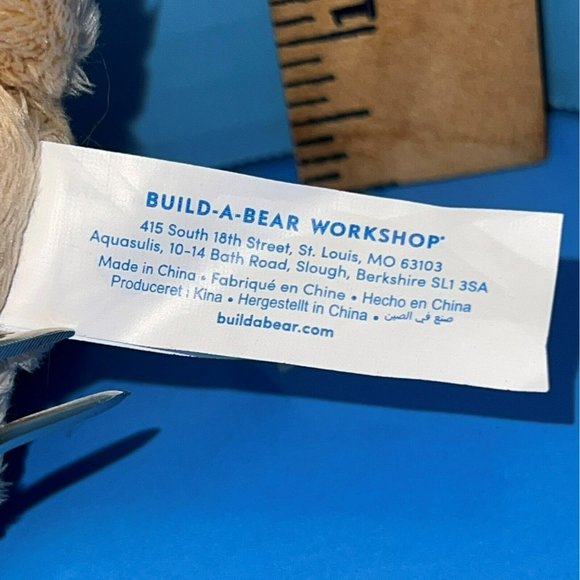 1
BUILD-A-BEAR WORKSHOP®
415 South 18th Street, St. Louis, MO 63103
Aquasulis, 10-14 Bath Road, Slough, Berkshire SL1 3SA
Made in China • Fabriqué en Chine • Hecho en China
Produceret i Kina • Hergestellt in China • صنع في الصين
buildabear.com